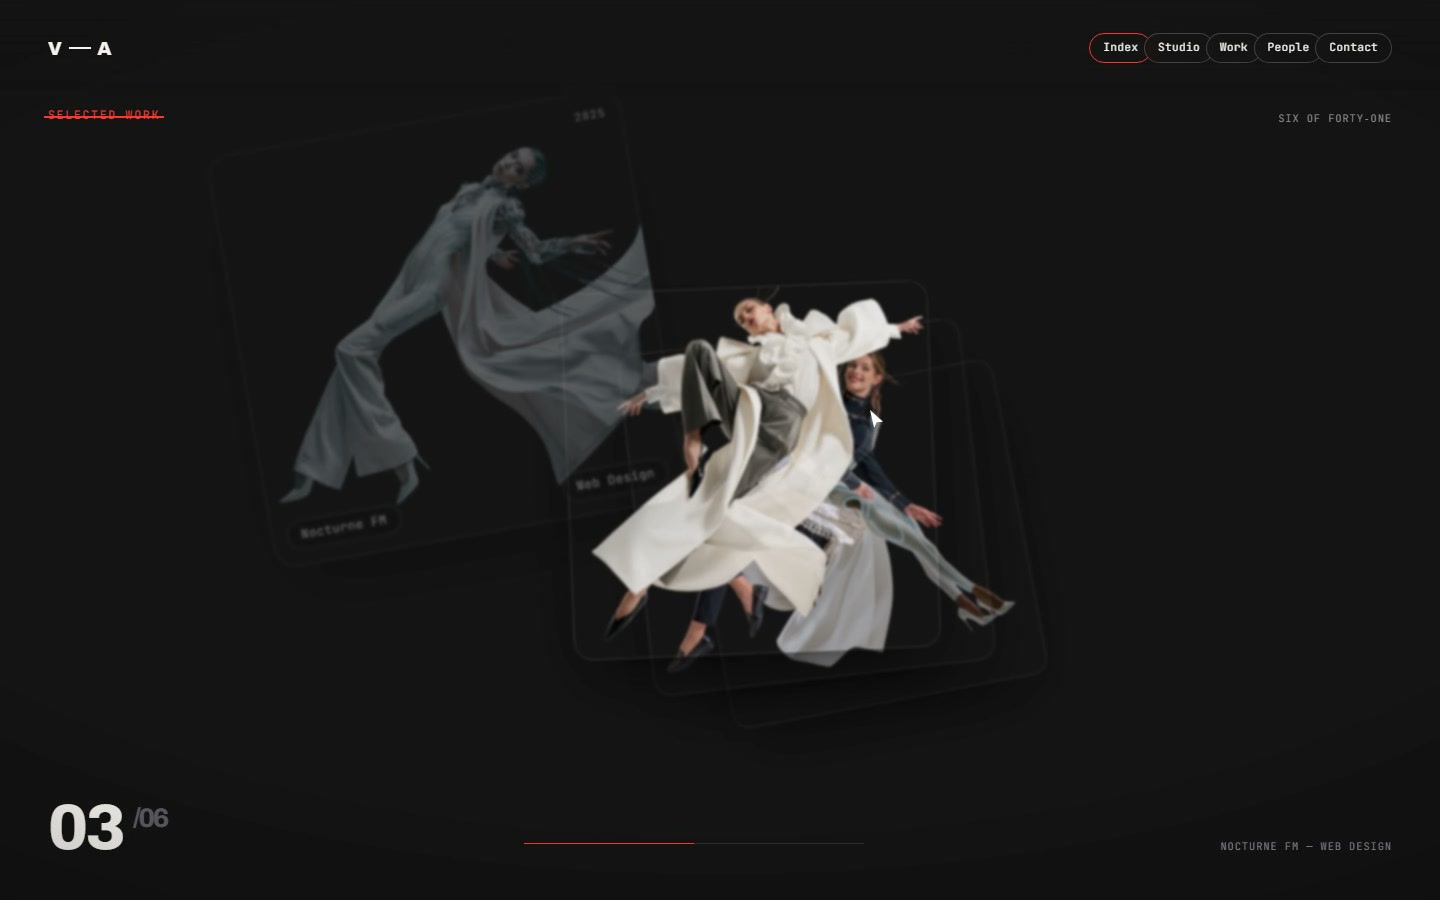 V — A
Index Studio Work People Contact
SELECTED WORK
2025
SIX OF FORTY-ONE
Web Design
Nocturne FM
03 /06
NOCTURNE FM — WEB DESIGN